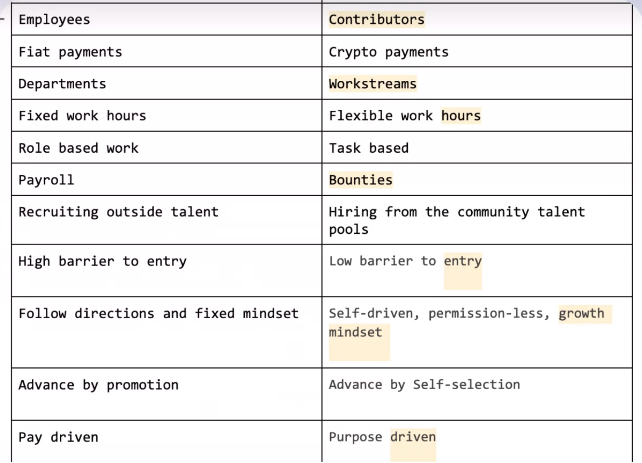 Employees
Contributors
Fiat payments
Crypto payments
Departments
Workstreams
Fixed work hours
Flexible work hours
Role based work
Task based
Payroll
Bounties
Recruiting outside talent
Hiring from the community talent
pools
High barrier to entry
Low barrier to entry
Follow directions and fixed mindset
Self-driven, permission-less, growth
mindset
Advance by promotion
Advance by Self-selection
Pay driven
Purpose driven